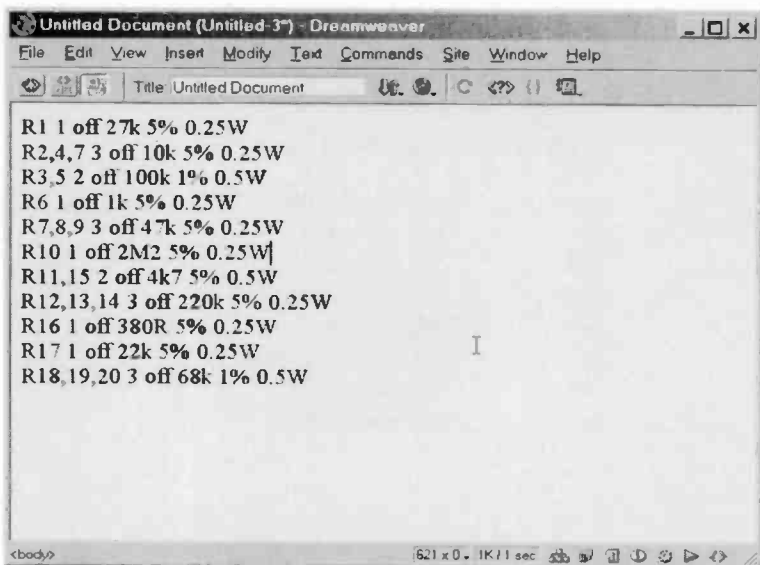 Untitled Document (Untitled-3*) - Dreamweaver
File Edit View Insert Modify Text Commands Site Window Help
Title: Untitled Document
R1 1 off 27k 5% 0.25W
R2,4,7 3 off 10k 5% 0.25W
R3,5 2 off 100k 1% 0.5W
R6 1 off 1k 5% 0.25W
R7,8,9 3 off 47k 5% 0.25W
R10 1 off 2M2 5% 0.25W
R11,15 2 off 4k7 5% 0.5W
R12,13,14 3 off 220k 5% 0.25W
R16 1 off 380R 5% 0.25W
R17 1 off 22k 5% 0.25W
R18,19,20 3 off 68k 1% 0.5W
<body> 621 x 0 1K / 1 sec